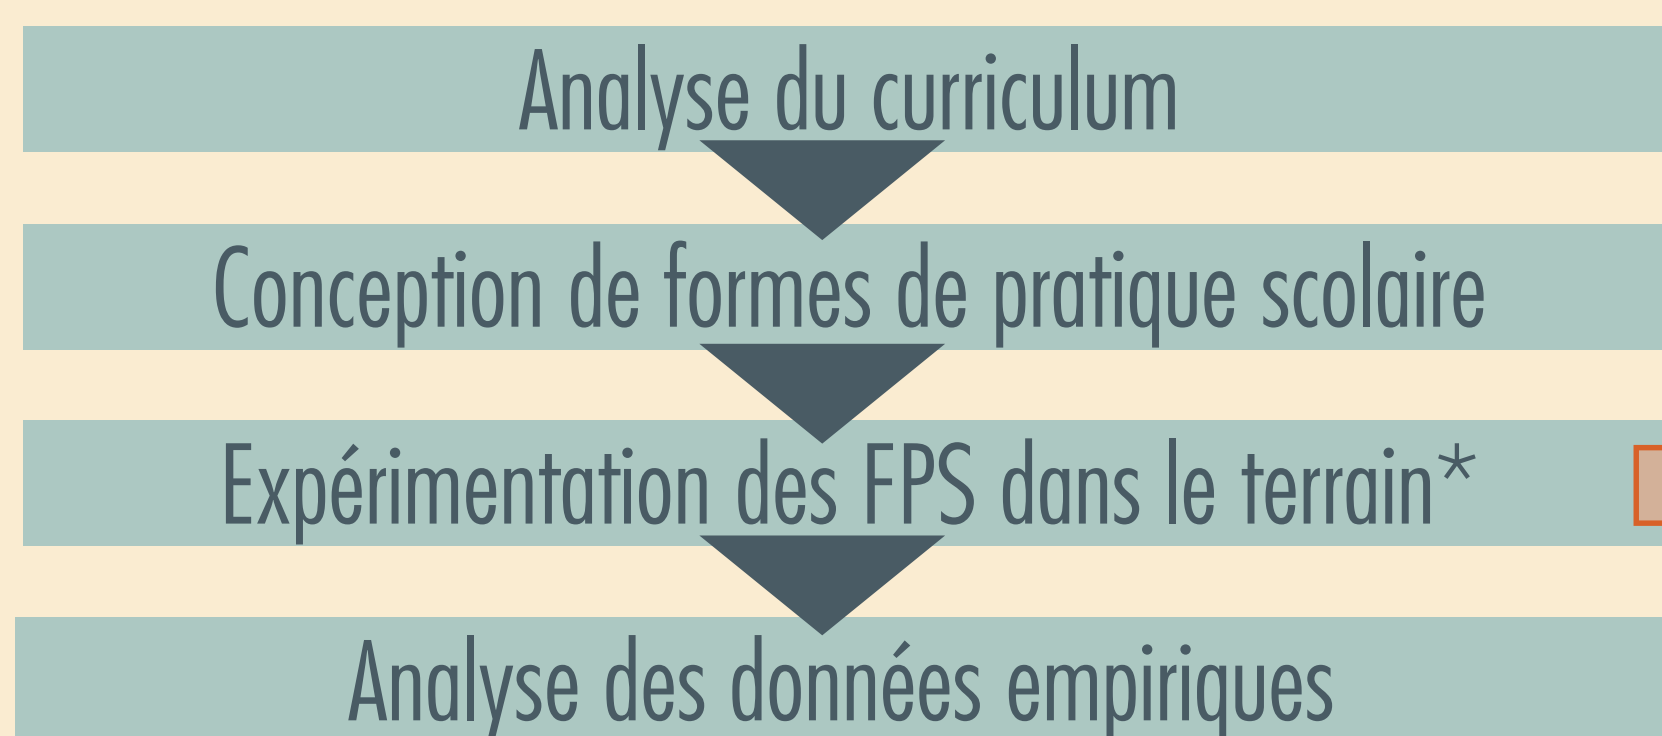 Analyse du curriculum
Conception de formes de pratique scolaire
Expérimentation des FPS dans le terrain*
Analyse des données empiriques